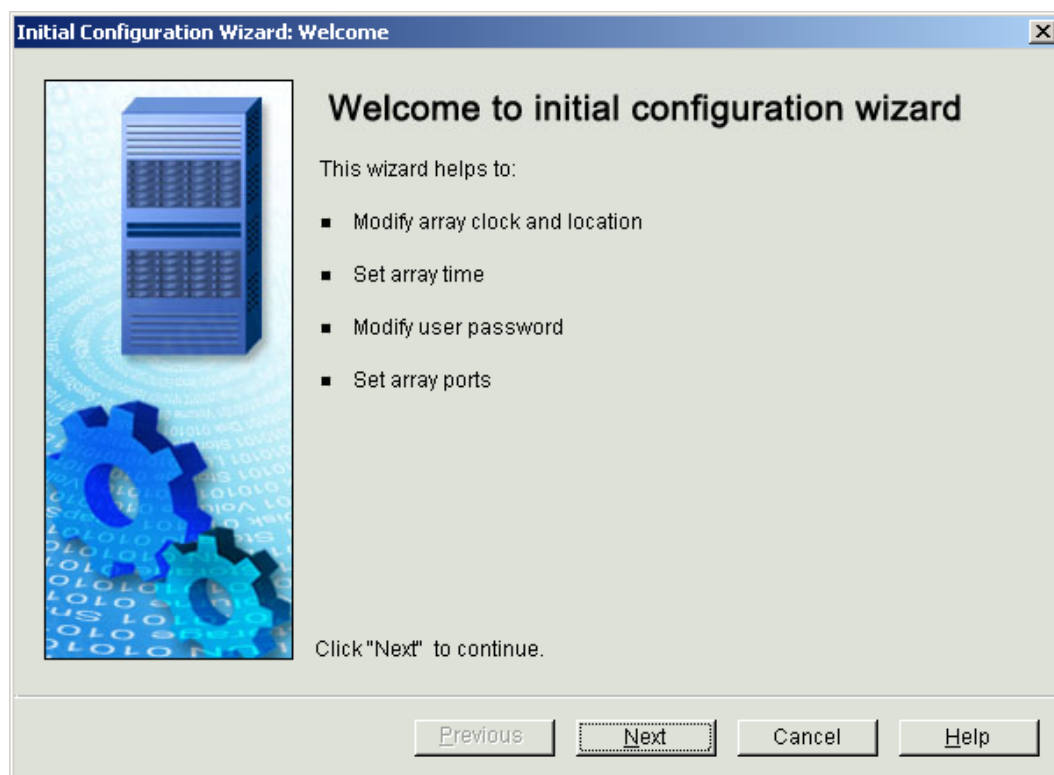 Initial Configuration Wizard: Welcome
Welcome to initial configuration wizard
This wizard helps to:
Modify array clock and location
Set array time
Modify user password
Set array ports
Click "Next" to continue.
Previous
Next
Cancel
Help